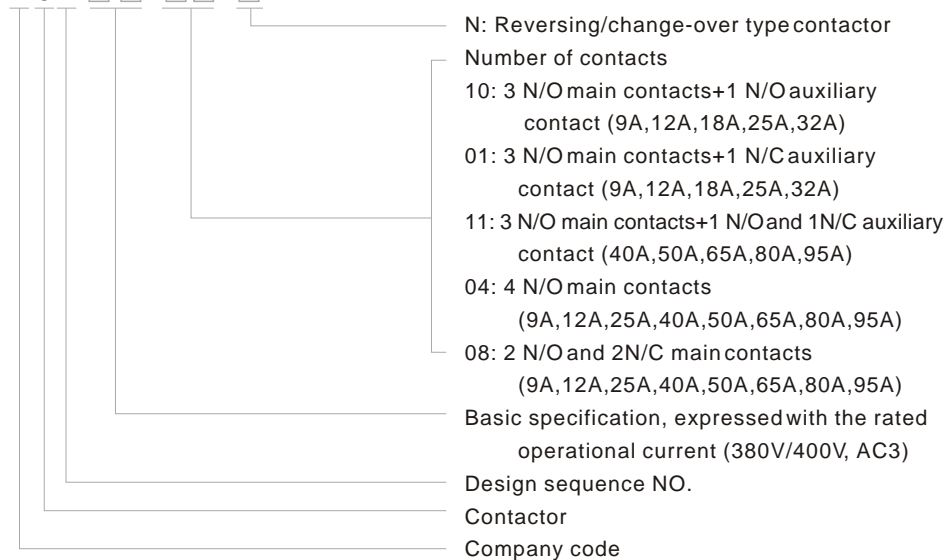 N: Reversing/change-over type contactor
Number of contacts
10: 3 N/O main contacts+1 N/O auxiliary
contact (9A,12A,18A,25A,32A)
01: 3 N/O main contacts+1 N/C auxiliary
contact (9A,12A,18A,25A,32A)
11: 3 N/O main contacts+1 N/O and 1N/C auxiliary
contact (40A,50A,65A,80A,95A)
04: 4 N/O main contacts
(9A,12A,25A,40A,50A,65A,80A,95A)
08: 2 N/O and 2N/C main contacts
(9A,12A,25A,40A,50A,65A,80A,95A)
Basic specification, expressed with the rated
operational current (380V/400V, AC3)
Design sequence NO.
Contactor
Company code